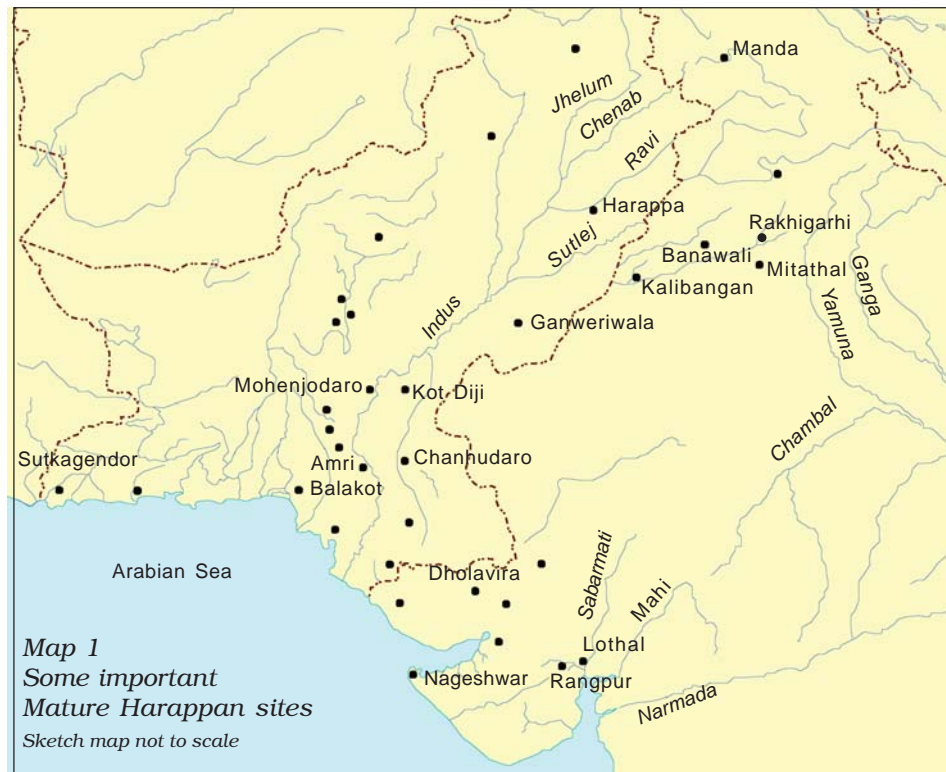 Manda
Jhelum
Chenab
Ravi
Harappa
Sutlej
Rakhigarhi
Banawali
Mitathal
Kalibangan
Ganga
Yamuna
Indus
Ganweriwala
Mohenjodaro
Kot Diji
Chambal
Sutkagendor
Amri
Chanhudaro
Balakot
Arabian Sea
Dholavira
Sabarmati
Mahi
Lothal
Nageshwar
Rangpur
Narmada
Map 1
Some important
Mature Harappan sites
Sketch map not to scale